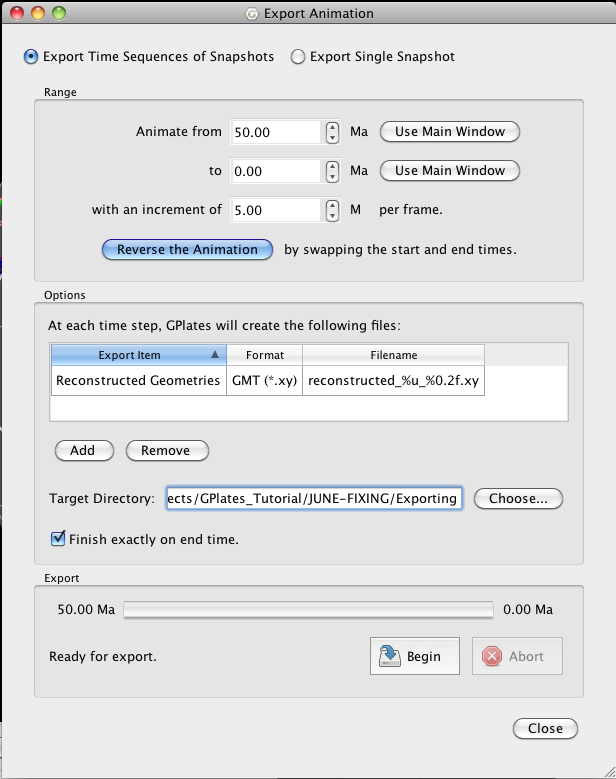 Export Animation
Export Time Sequences of Snapshots Export Single Snapshot
Range
Animate from 50.00 Ma Use Main Window
to 0.00 Ma Use Main Window
with an increment of 5.00 M per frame.
Reverse the Animation by swapping the start and end times.
Options
At each time step, GPlates will create the following files:
Export Item Format Filename
Reconstructed Geometries GMT (*.xy) reconstructed_%u_%0.2f.xy
Add Remove
Target Directory: ects/GPlates_Tutorial/JUNE-FIXING/Exporting Choose...
Finish exactly on end time.
Export
50.00 Ma 0.00 Ma
Ready for export. Begin Abort
Close